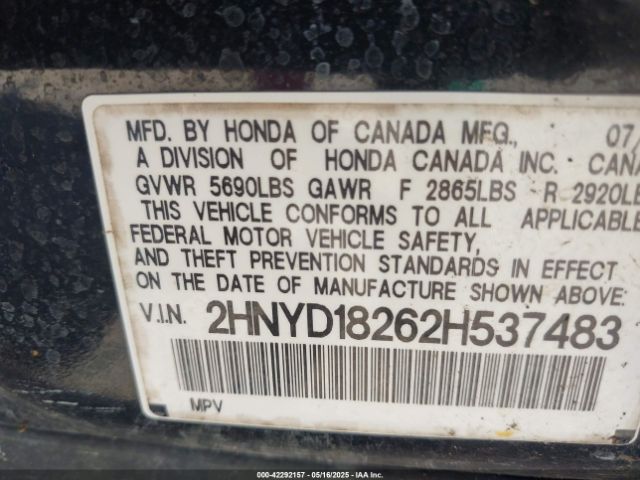 MFD. BY HONDA OF CANADA MFG., 07/
A DIVISION OF HONDA CANADA INC.
GVWR 5690LBS GAWR F 2865LBS R 2920LB
THIS VEHICLE CONFORMS TO ALL APPLICABLE
FEDERAL MOTOR VEHICLE SAFETY,
AND THEFT PREVENTION STANDARDS IN EFFECT
ON THE DATE OF MANUFACTURE SHOWN ABOVE.
V.I.N. 2HNYD18262H537483
MPV
000-42292157 - 05/16/2025 - IAA Inc.